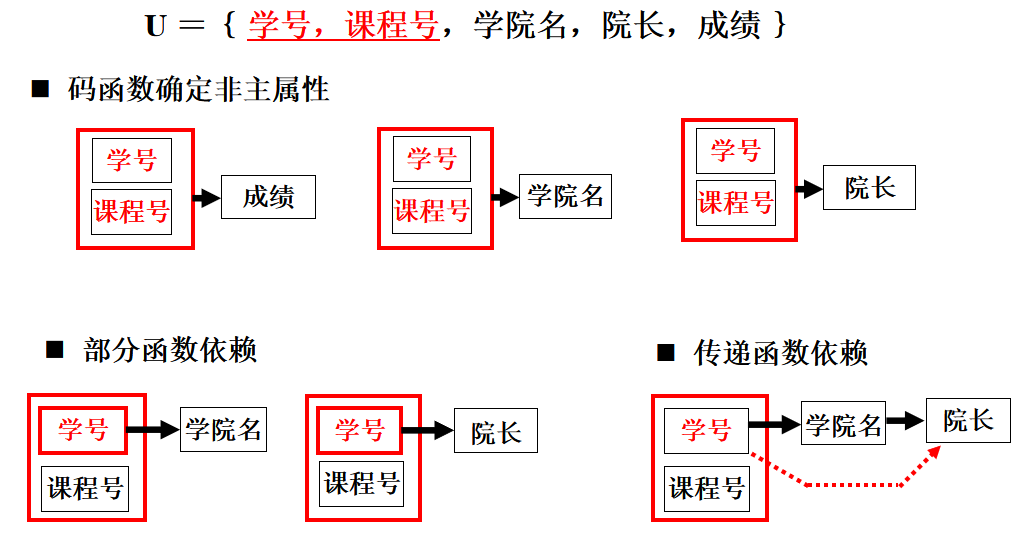 U＝{ 学号，课程号，学院名，院长，成绩 }
■ 码函数确定非主属性
学号
课程号
成绩
学号
课程号
学院名
学号
课程号
院长
■ 部分函数依赖
学号
课程号
学院名
学号
课程号
院长
■ 传递函数依赖
学号
课程号
学院名
院长